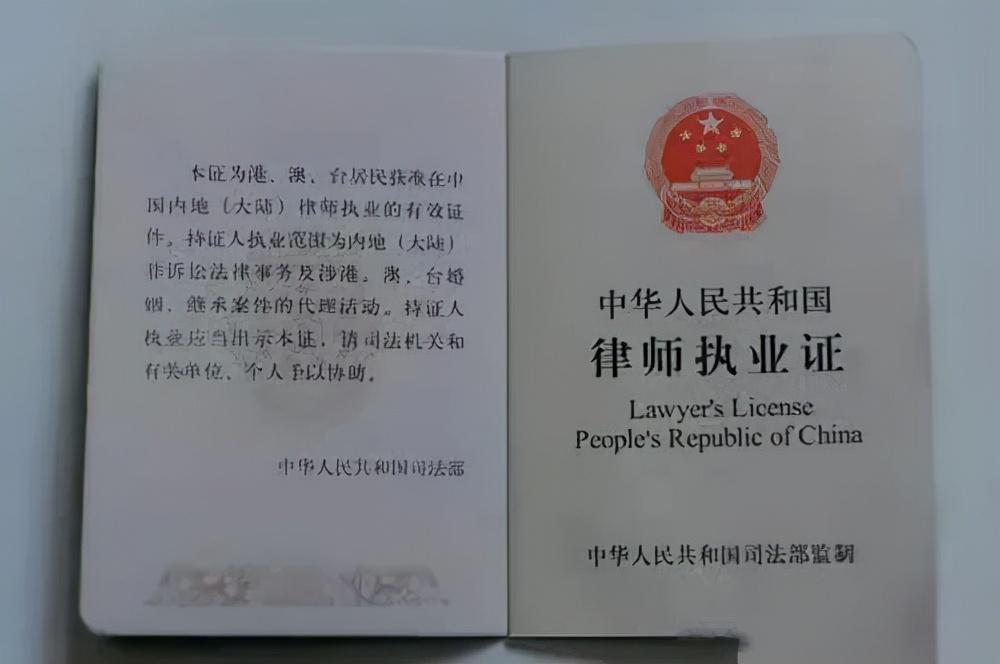 本证为港、澳、台居民获准在中
国内地（大陆）律师执业的有效证
件。持证人执业范围为内地（大陆）
非诉讼法律事务及涉港、澳、台婚
姻、继承案件的代理活动。持证人
执业应当出示本证，请司法机关和
有关单位、个人予以协助。
中华人民共和国司法部
中华人民共和国
律师执业证
Lawyer's License
People's Republic of China
中华人民共和国司法部监制